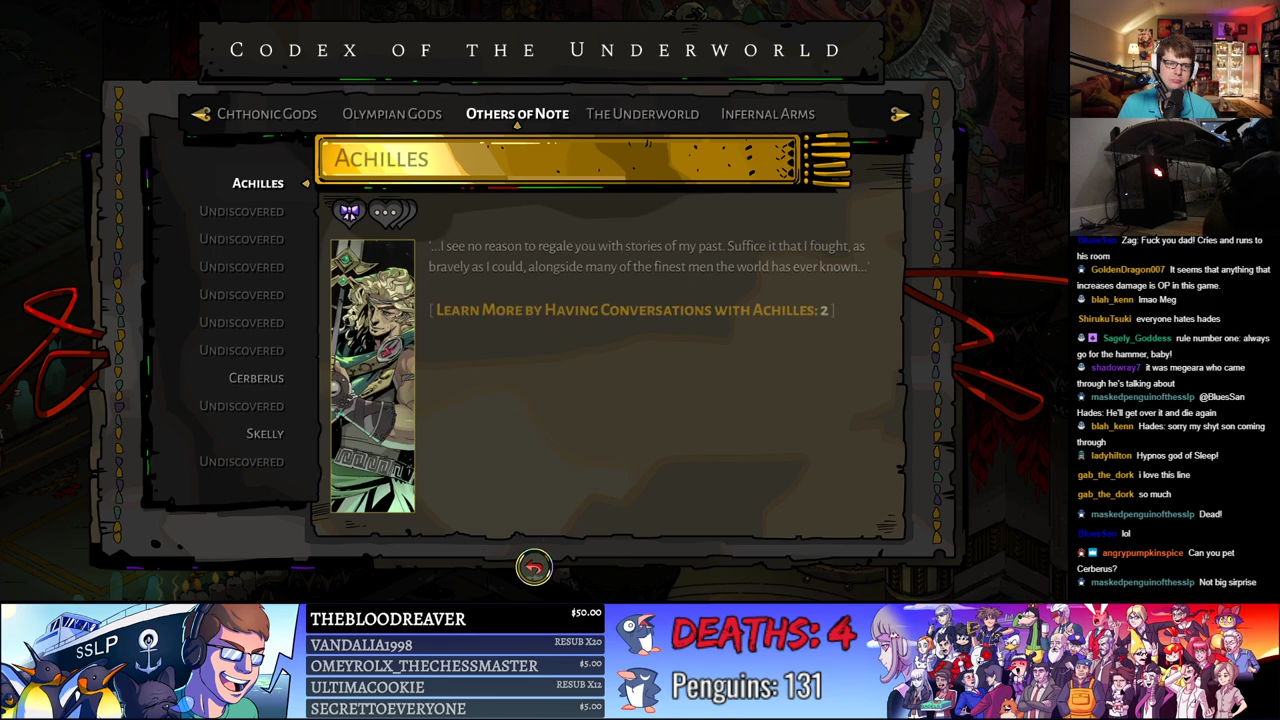 CODEX OF THE UNDERWORLD
CHTHONIC GODS
OLYMPIAN GODS
OTHERS OF NOTE
THE UNDERWORLD
INFERNAL ARMS
ACHILLES
ACHILLES
UNDISCOVERED
UNDISCOVERED
UNDISCOVERED
UNDISCOVERED
UNDISCOVERED
UNDISCOVERED
CERBERUS
UNDISCOVERED
SKELLY
UNDISCOVERED
'...I see no reason to regale you with stories of my past. Suffice it that I fought, as
bravely as I could, alongside many of the finest men the world has ever known...'
[ LEARN MORE BY HAVING CONVERSATIONS WITH ACHILLES: 2 ]
BluesSan Zag: Fuck you dad! Cries and runs to
his room
GoldenDragon007 It seems that anything that
increases damage is OP in this game.
blah_kenn lmao Meg
ShirukuTsuki everyone hates hades
Sagely_Goddess rule number one: always
go for the hammer, baby!
shadowray7 it was megeara who came
through he's talking about
maskedpenguinofthesslp @BluesSan
Hades: He'll get over it and die again
blah_kenn Hades: sorry my shyt son coming
through
ladyhilton Hypnos god of Sleep!
gab_the_dork i love this line
gab_the_dork so much
maskedpenguinofthesslp Dead!
BluesSan lol
angrypumpkinspice Can you pet
Cerberus?
maskedpenguinofthesslp Not big sirprise
SSLP
THEBLOODREAVER $50.00
VANDALIA1998 RESUB X20
OMEYROLX_THECHESSMASTER $5.00
ULTIMACOOKIE RESUB X12
SECRETTOEVERYONE $5.00
DEATHS: 4
Penguins: 131